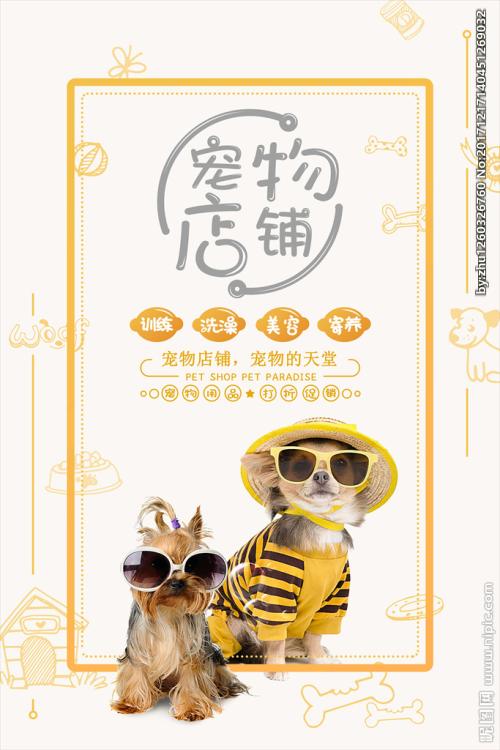 宠物
店铺
训练 洗澡 美容 寄养
宠物店铺，宠物的天堂
PET SHOP PET PARADISE
宠物用品★打折促销
woof
by:zhu1260326760 No:20171217140451269032
昵图网 www.nipic.com